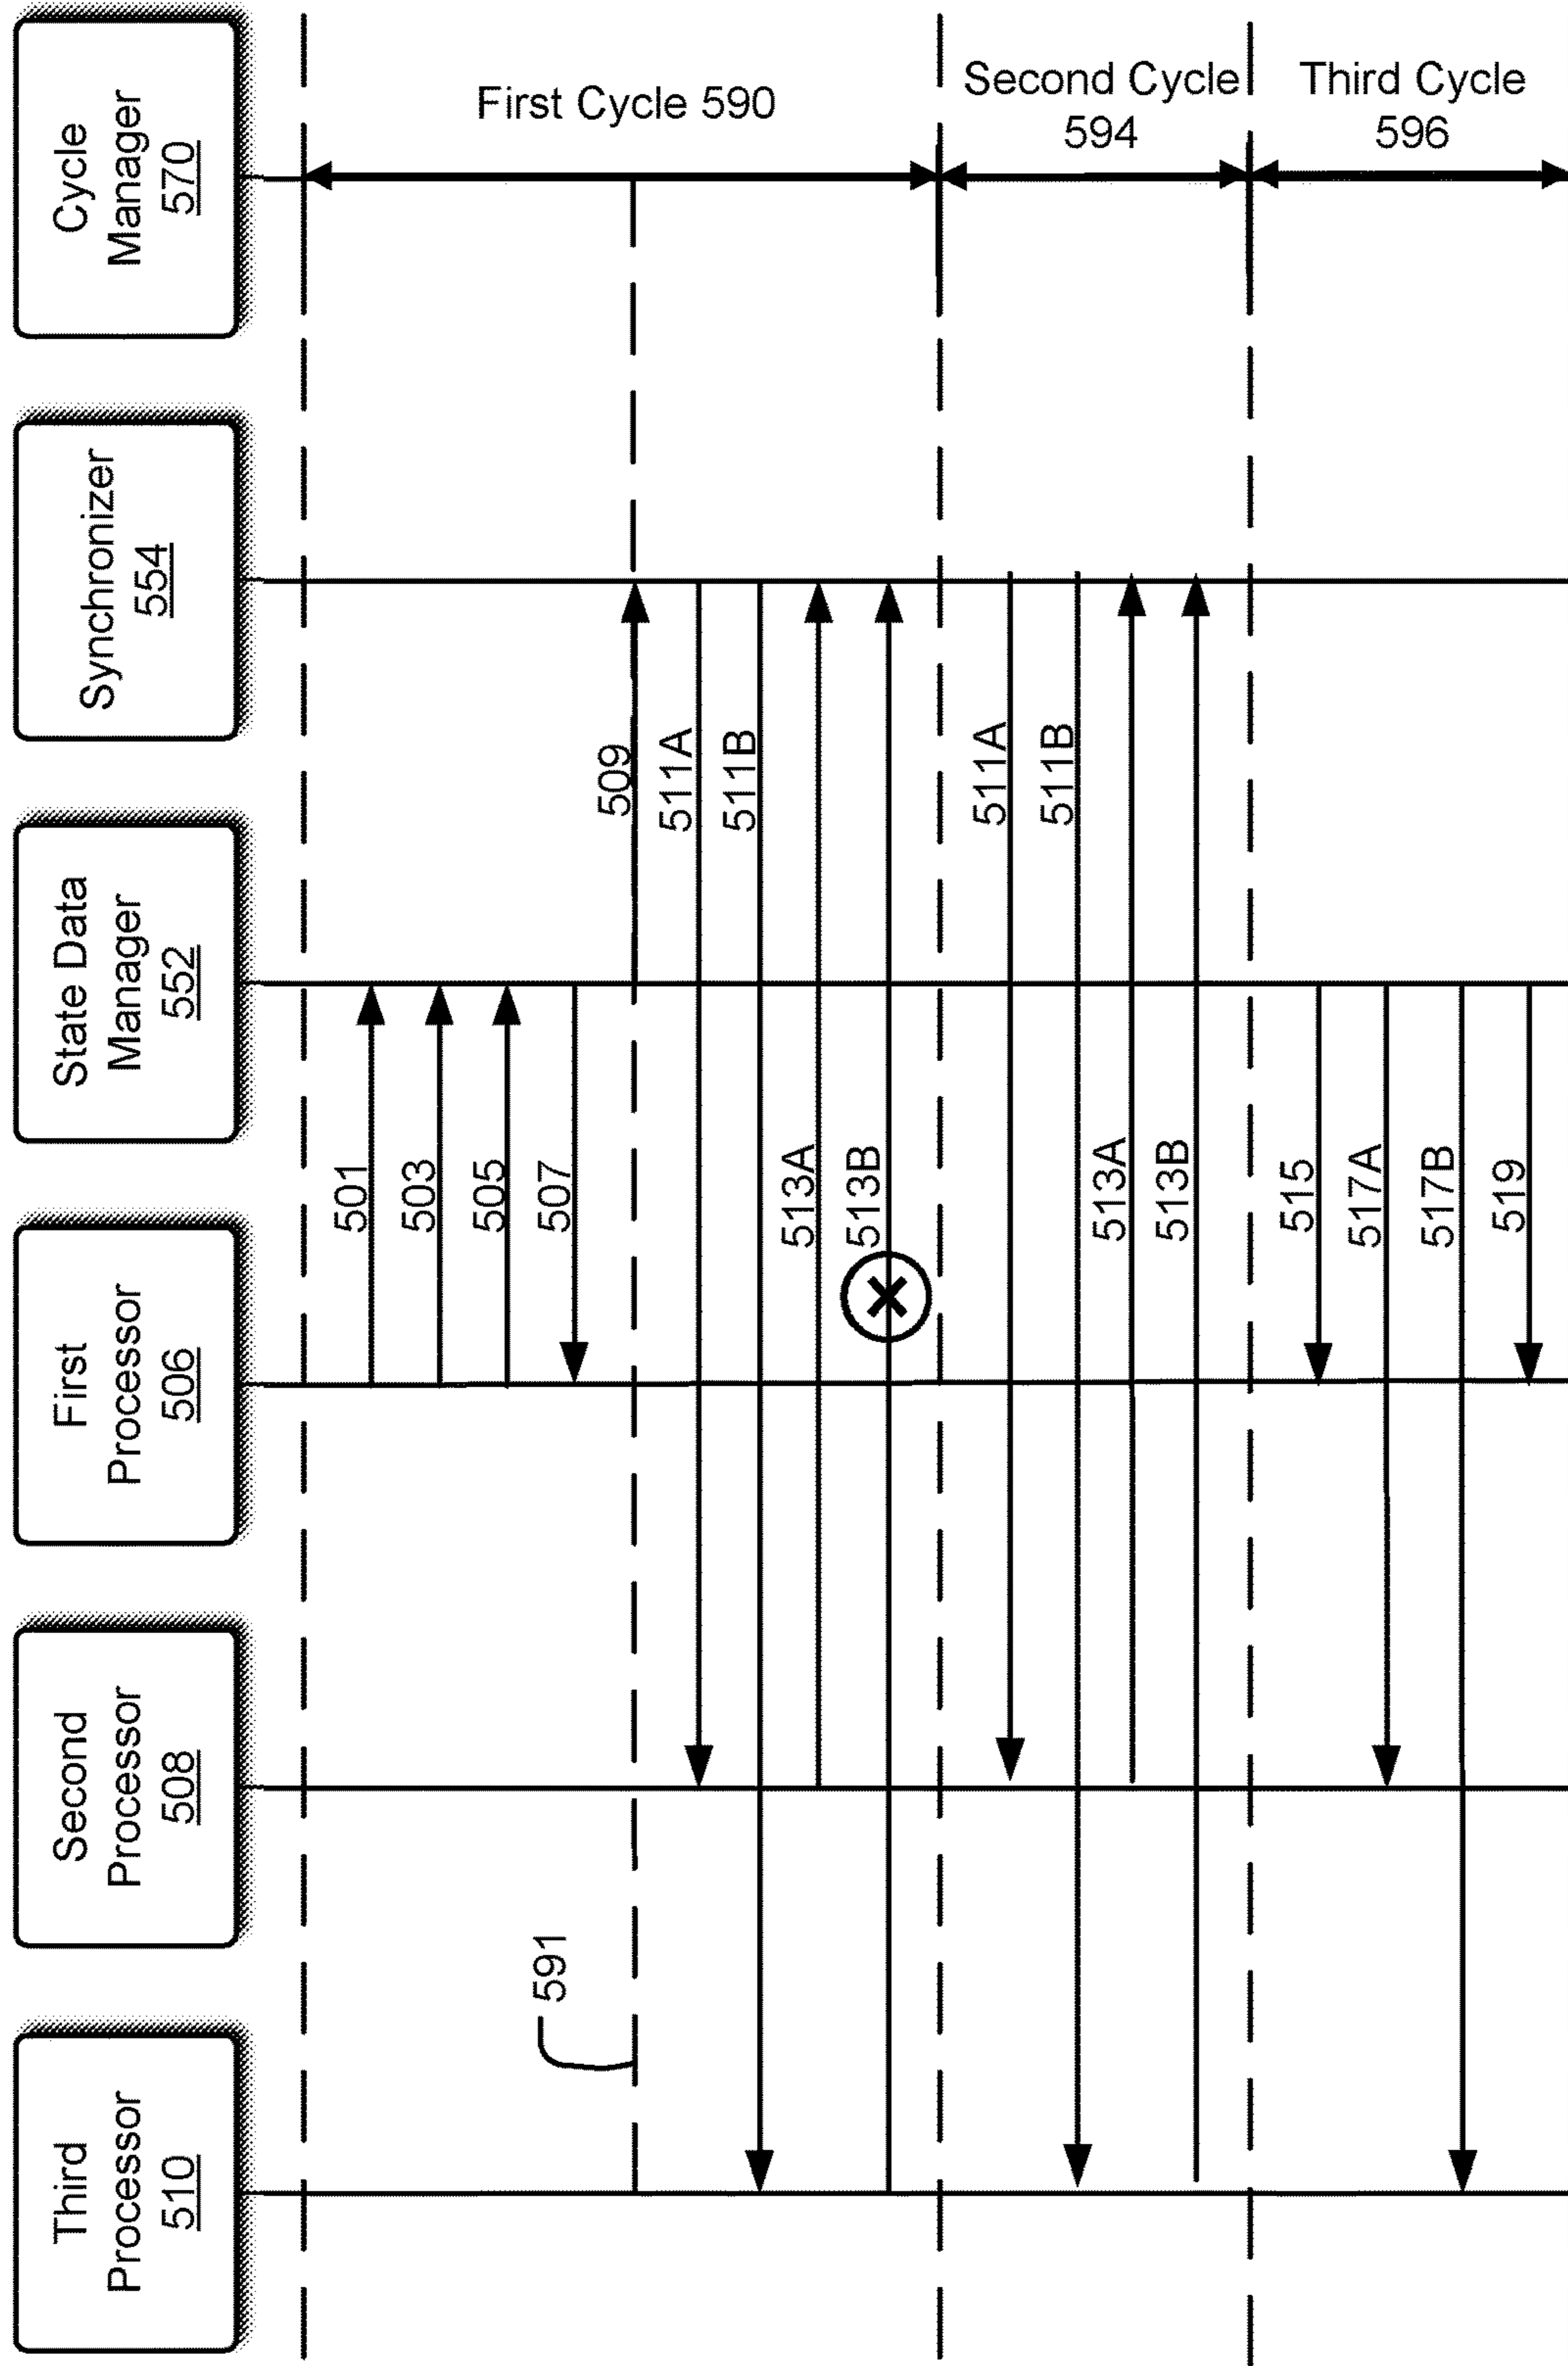 Third
Processor
510
Second
Processor
508
First
Processor
506
State Data
Manager
552
Synchronizer
554
Cycle
Manager
570
First Cycle 590
Second Cycle
594
Third Cycle
596
501
503
505
507
509
591
511A
511B
513A
513B
511A
511B
513A
513B
515
517A
517B
519